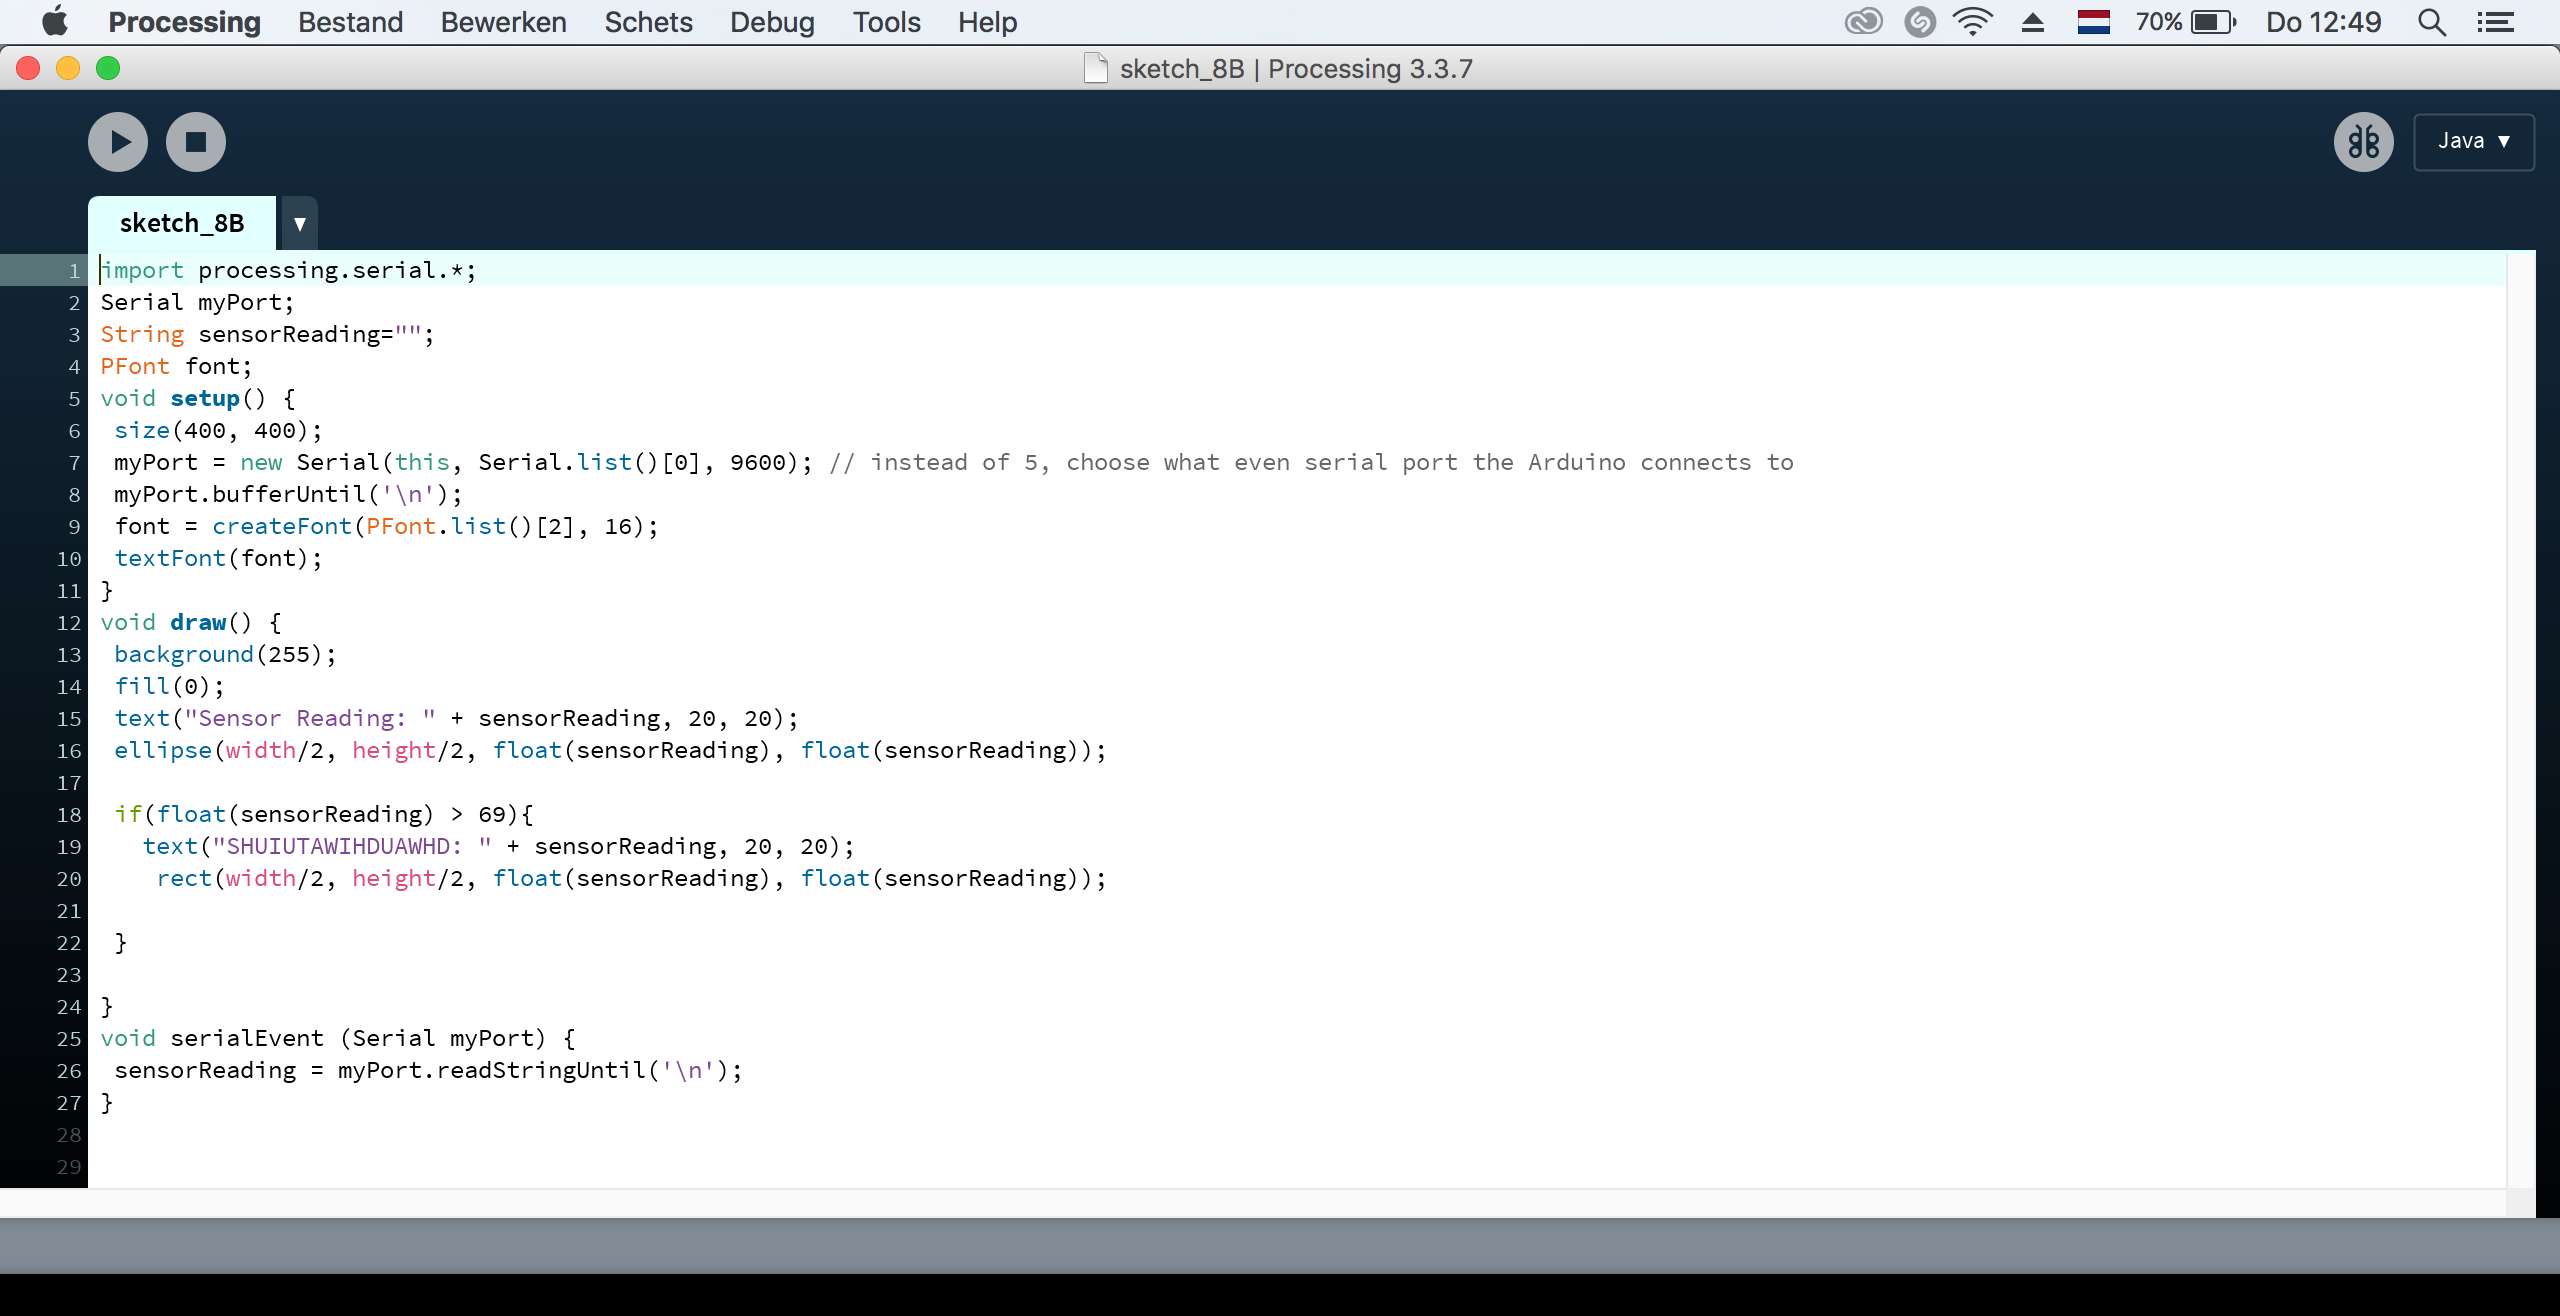 Processing Bestand Bewerken Schets Debug Tools Help 70% Do 12:49
sketch_8B | Processing 3.3.7
Java ▼
sketch_8B ▼
1 import processing.serial.*;
2 Serial myPort;
3 String sensorReading="";
4 PFont font;
5 void setup() {
6 size(400, 400);
7 myPort = new Serial(this, Serial.list()[0], 9600); // instead of 5, choose what even serial port the Arduino connects to
8 myPort.bufferUntil('\n');
9 font = createFont(PFont.list()[2], 16);
10 textFont(font);
11 }
12 void draw() {
13 background(255);
14 fill(0);
15 text("Sensor Reading: " + sensorReading, 20, 20);
16 ellipse(width/2, height/2, float(sensorReading), float(sensorReading));
17
18 if(float(sensorReading) > 69){
19 text("SHUIUTAWIHDUAWHD: " + sensorReading, 20, 20);
20 rect(width/2, height/2, float(sensorReading), float(sensorReading));
21
22 }
23
24 }
25 void serialEvent (Serial myPort) {
26 sensorReading = myPort.readStringUntil('\n');
27 }
28
29